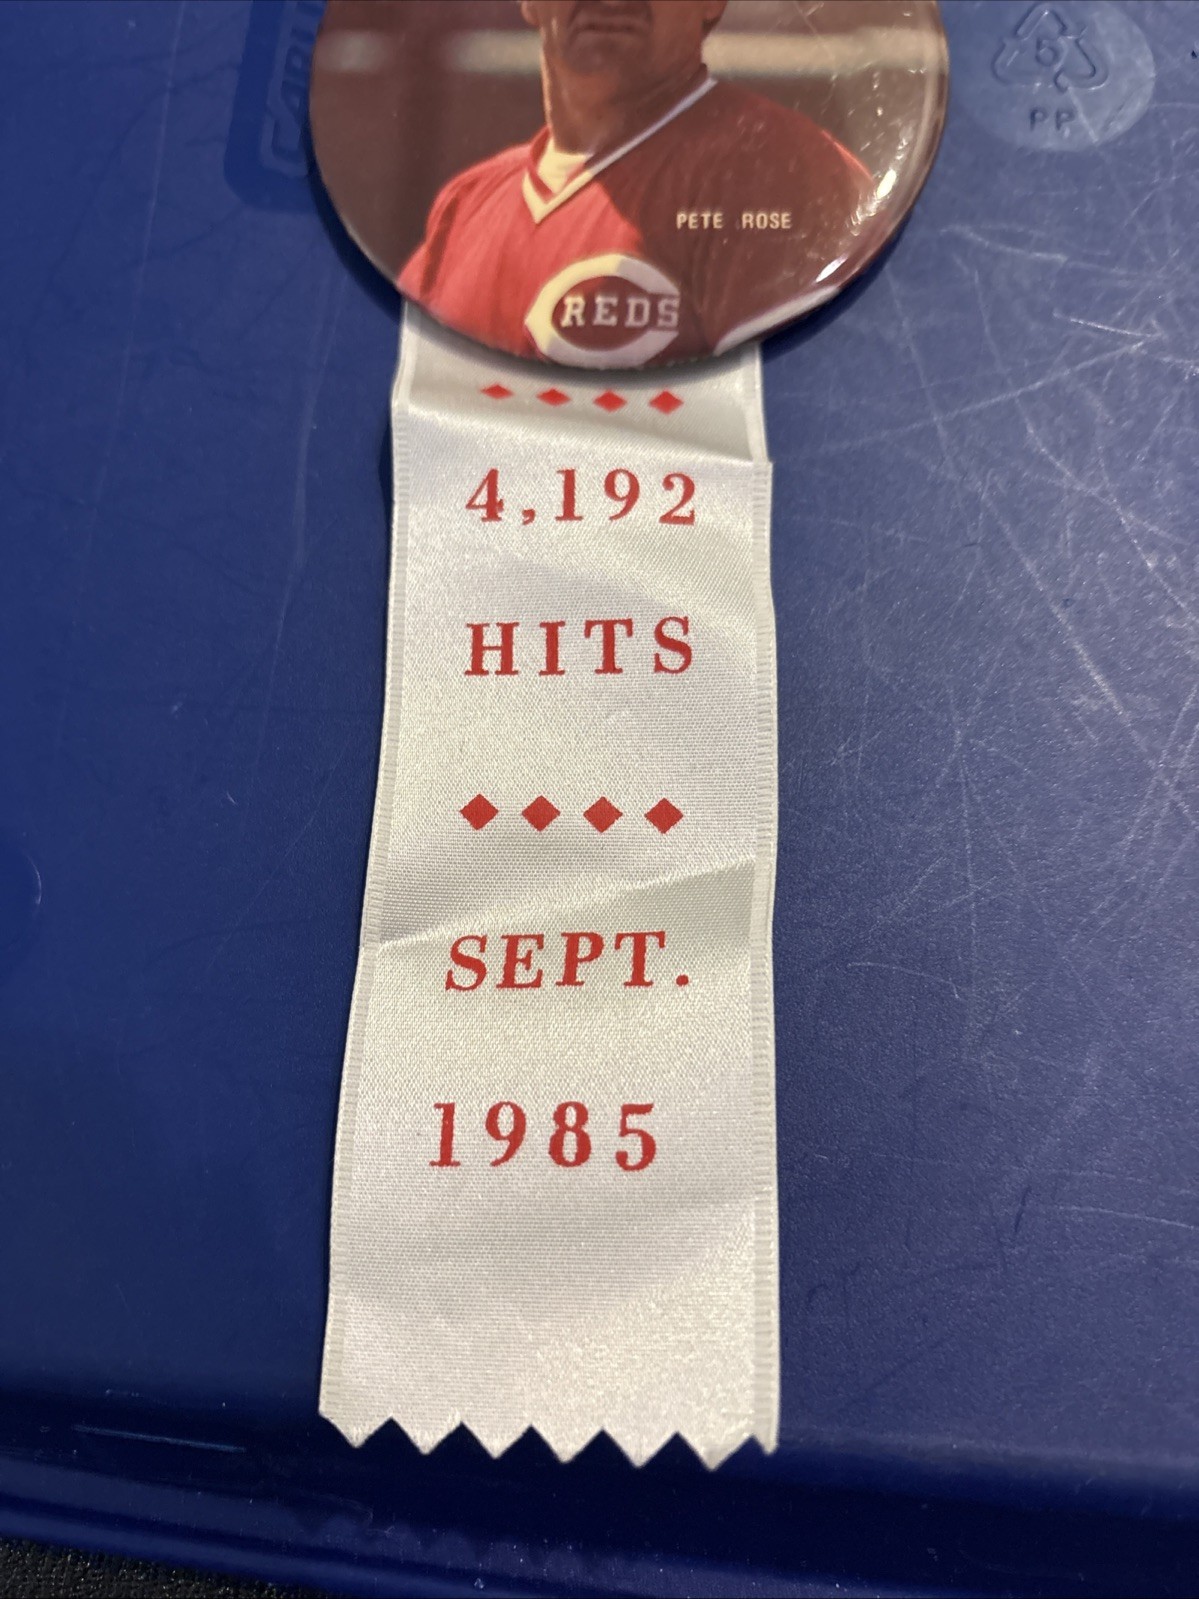 5
PP
PETE ROSE
REDS
4,192
HITS
SEPT.
1985